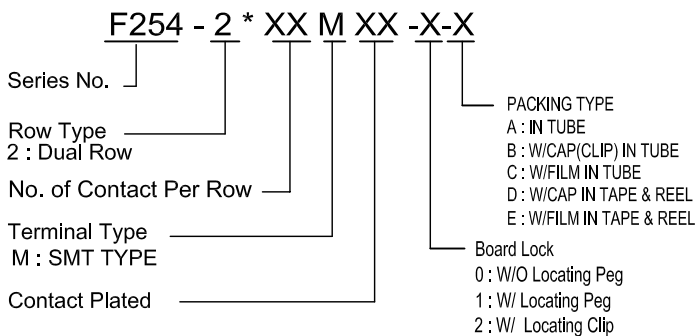 F254 - 2 * XX M XX -X-X
Series No.
Row Type
2 : Dual Row
No. of Contact Per Row
Terminal Type
M : SMT TYPE
Contact Plated
PACKING TYPE
A : IN TUBE
B : W/CAP(CLIP) IN TUBE
C : W/FILM IN TUBE
D : W/CAP IN TAPE & REEL
E : W/FILM IN TAPE & REEL
Board Lock
0 : W/O Locating Peg
1 : W/ Locating Peg
2 : W/ Locating Clip